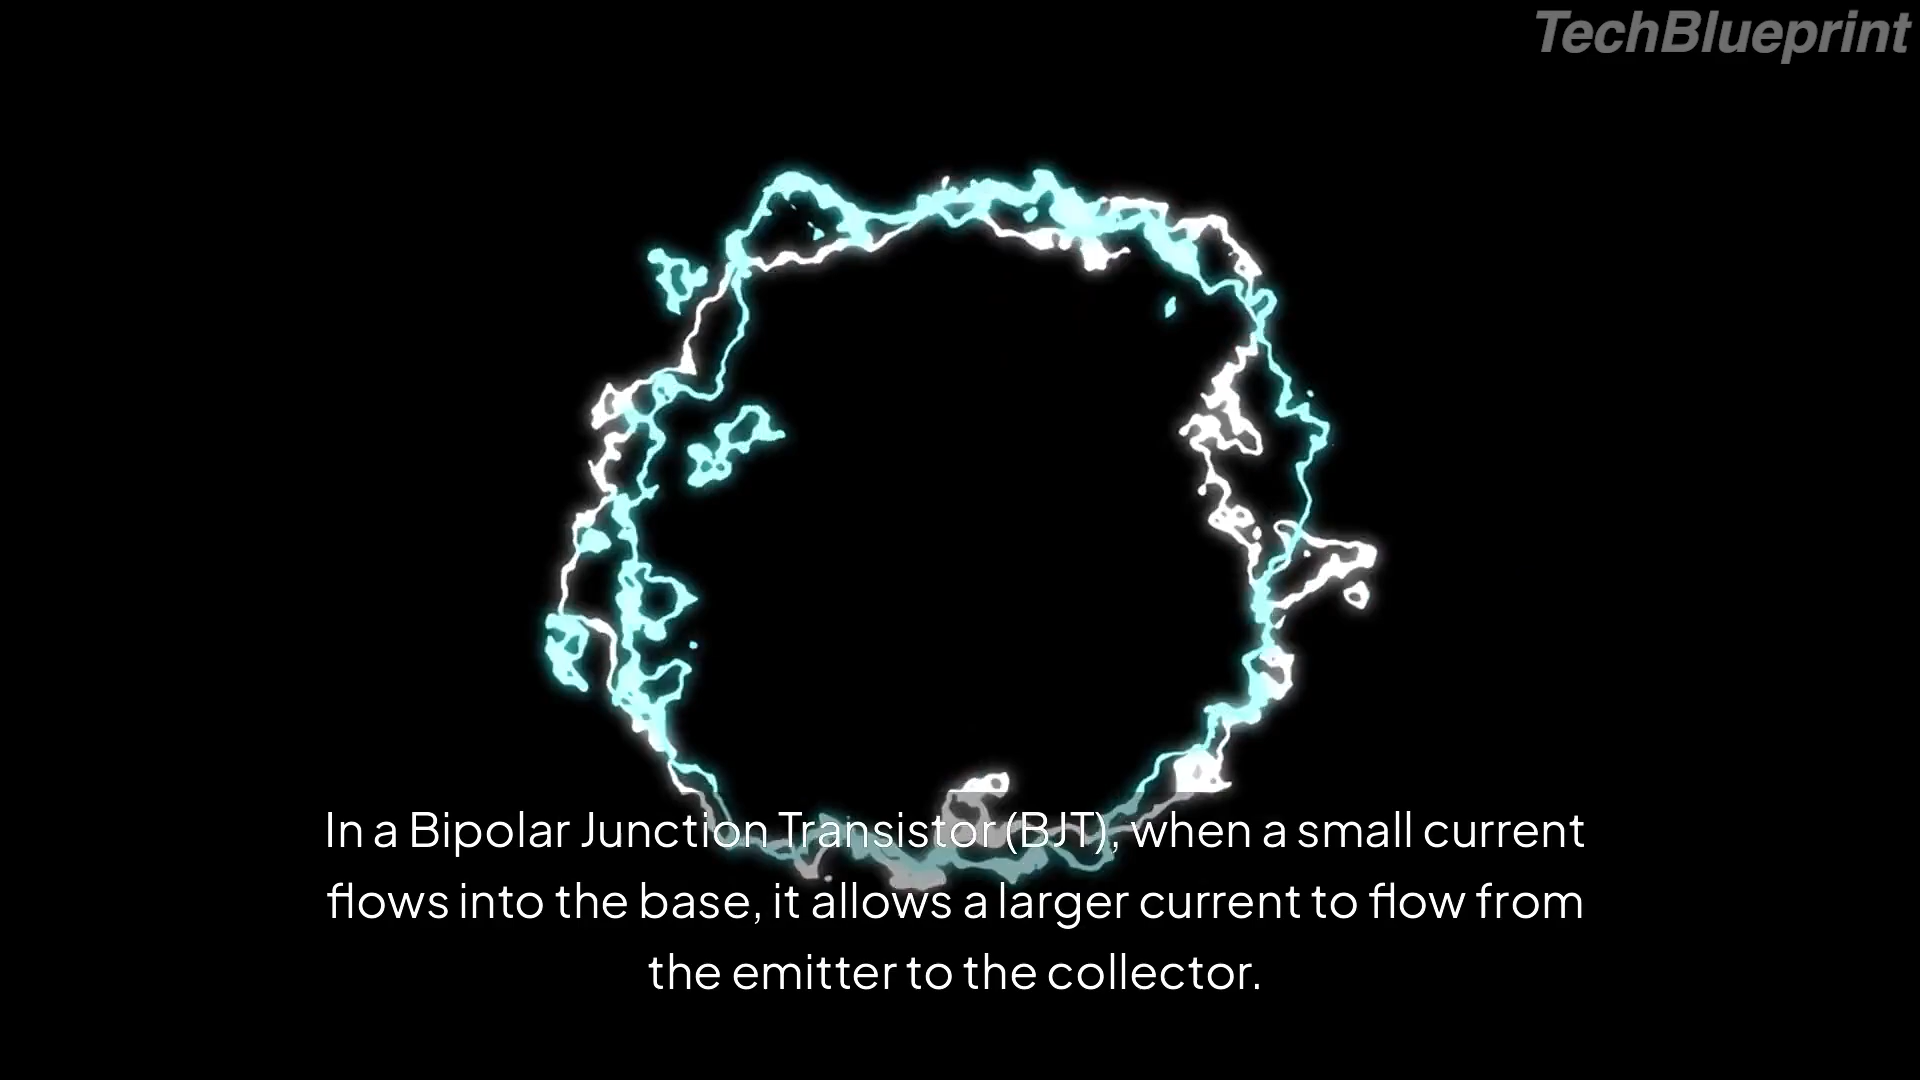 TechBlueprint
In a Bipolar Junction Transistor (BJT), when a small current
flows into the base, it allows a larger current to flow from
the emitter to the collector.